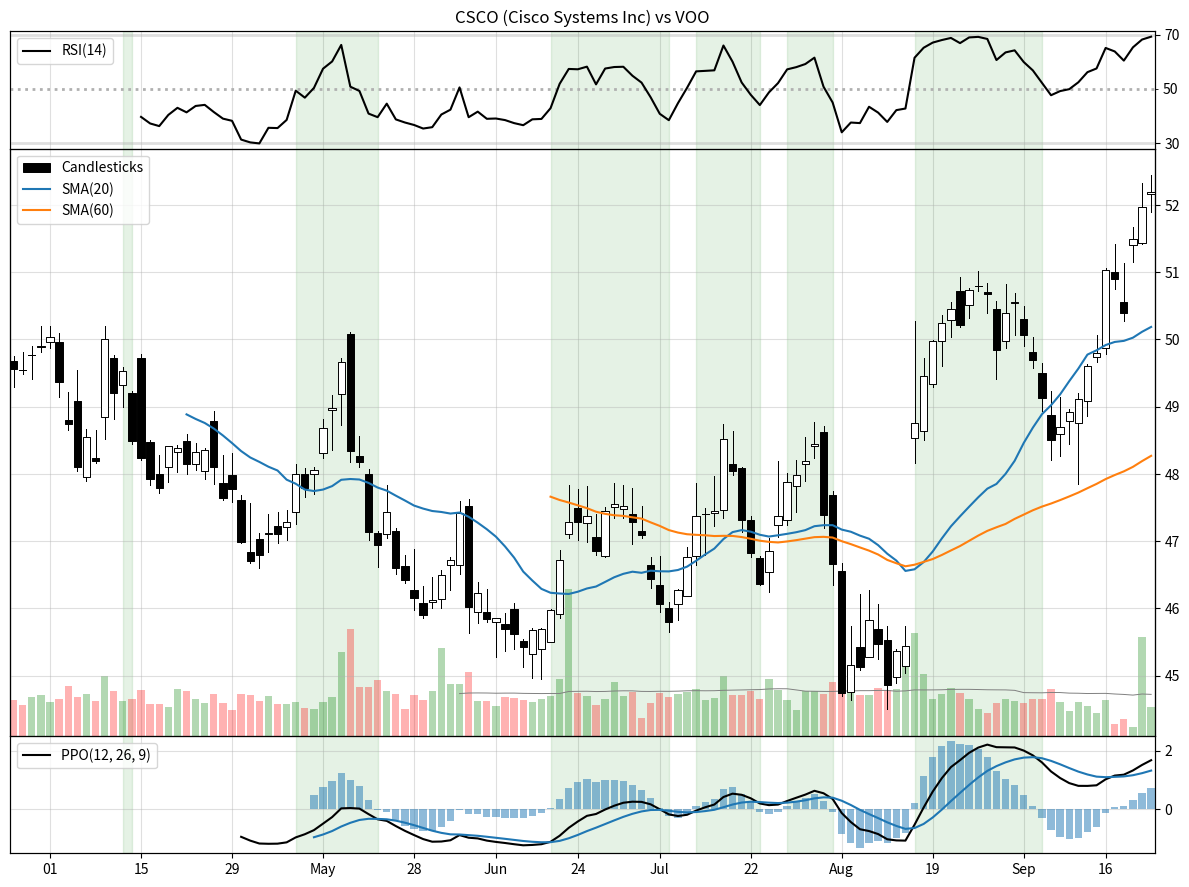 CSCO (Cisco Systems Inc) vs VOO
RSI(14)
70
50
30
Candlesticks
SMA(20)
SMA(60)
52
51
50
49
48
47
46
45
PPO(12, 26, 9)
2
0
01 15 29 May 28 Jun 24 Jul 22 Aug 19 Sep 16